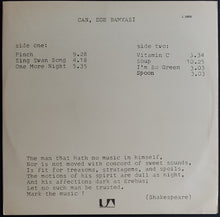 CAN, EGE BAMYASI
side one:
Pinch 9.28
Sing Swan Song 4.18
One More Night 5.35
side two:
Vitamin C 3.34
Soup 10.25
I'm So Green 3.03
Spoon 3.03
The man that hath no music in himself,
Nor is not moved with concord of sweet sounds,
Is fit for treasons, stratagems, and spoils,
The motions of his spirit are dull as night,
And his affections dark as Erebus;
Let no such man be trusted.
Mark the music !
(Shakespeare)